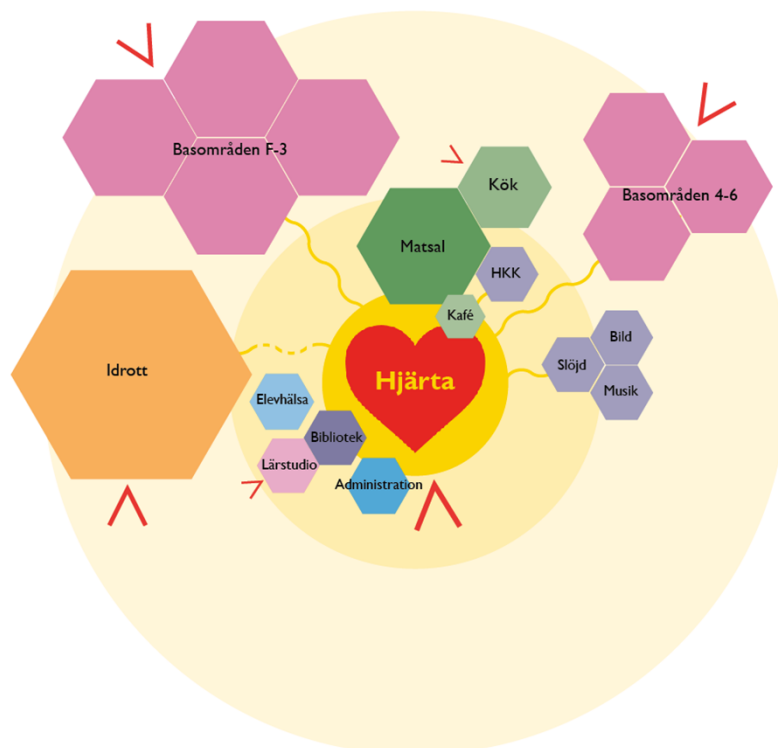 Basområden F-3
Kök
Basområden 4-6
Matsal
HKK
Kafé
Bild
Idrott
Slöjd
Hjärta
Musik
Elevhälsa
Bibliotek
Lärstudio
Administration